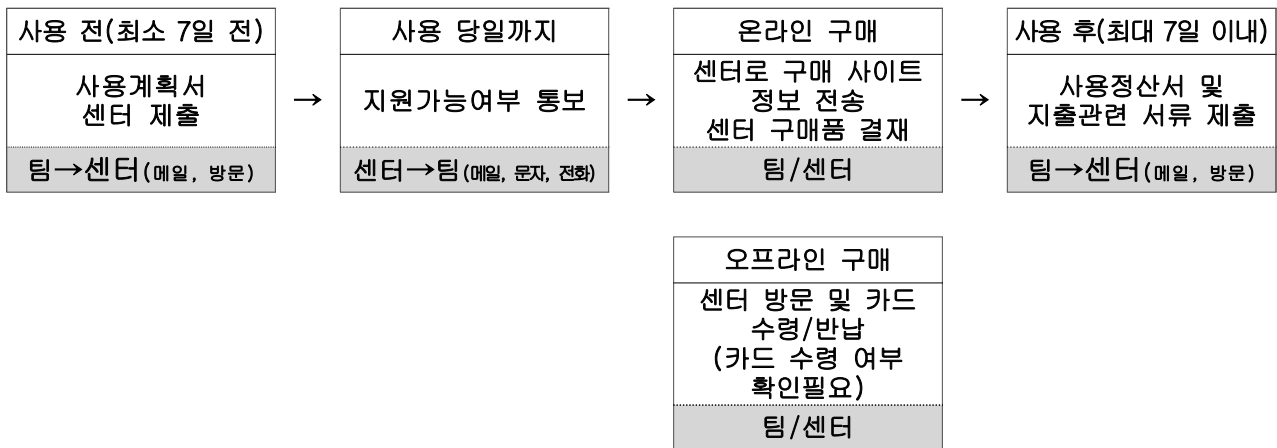 사용 전(최소 7일 전)
사용계획서
센터 제출
팀→센터(메일, 방문)
→
사용 당일까지
지원가능여부 통보
센터→팀(메일, 문자, 전화)
→
온라인 구매
센터로 구매 사이트
정보 전송
센터 구매품 결재
팀/센터
→
사용 후(최대 7일 이내)
사용정산서 및
지출관련 서류 제출
팀→센터(메일, 방문)
오프라인 구매
센터 방문 및 카드
수령/반납
(카드 수령 여부
확인필요)
팀/센터